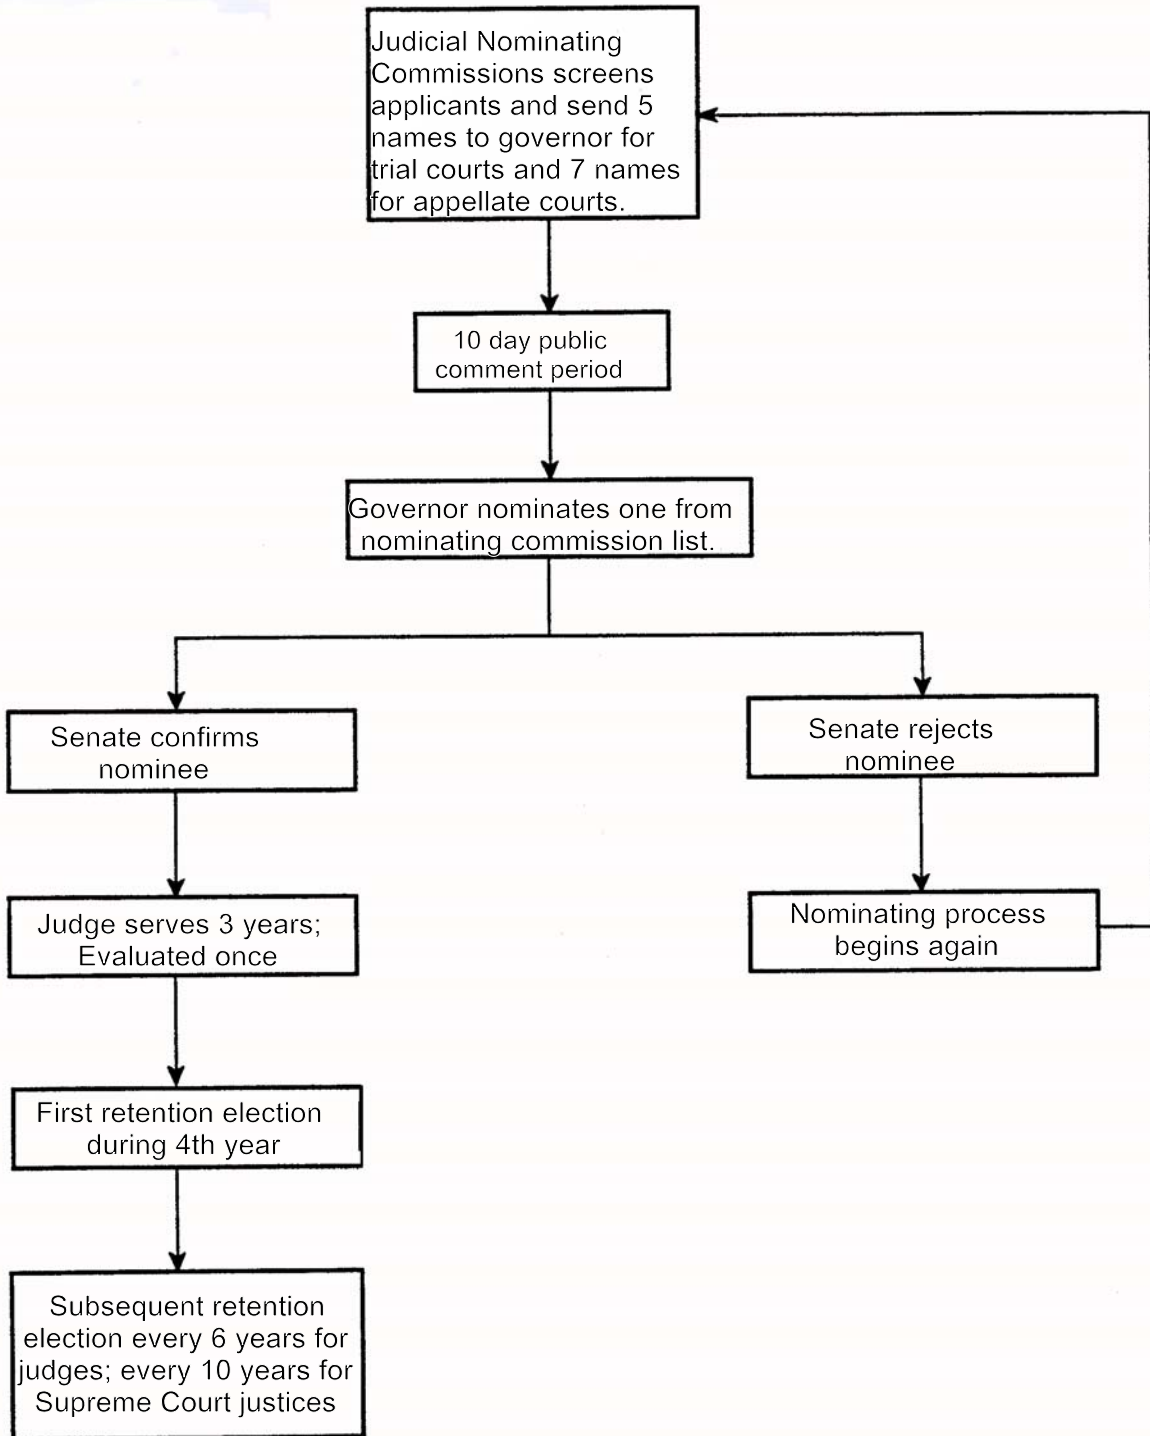 Judicial Nominating
Commissions screens
applicants and send 5
names to governor for
trial courts and 7 names
for appellate courts.
10 day public
comment period
Governor nominates one from
nominating commission list.
Senate confirms
nominee
Senate rejects
nominee
Judge serves 3 years;
Evaluated once
Nominating process
begins again
First retention election
during 4th year
Subsequent retention
election every 6 years for
judges; every 10 years for
Supreme Court justices